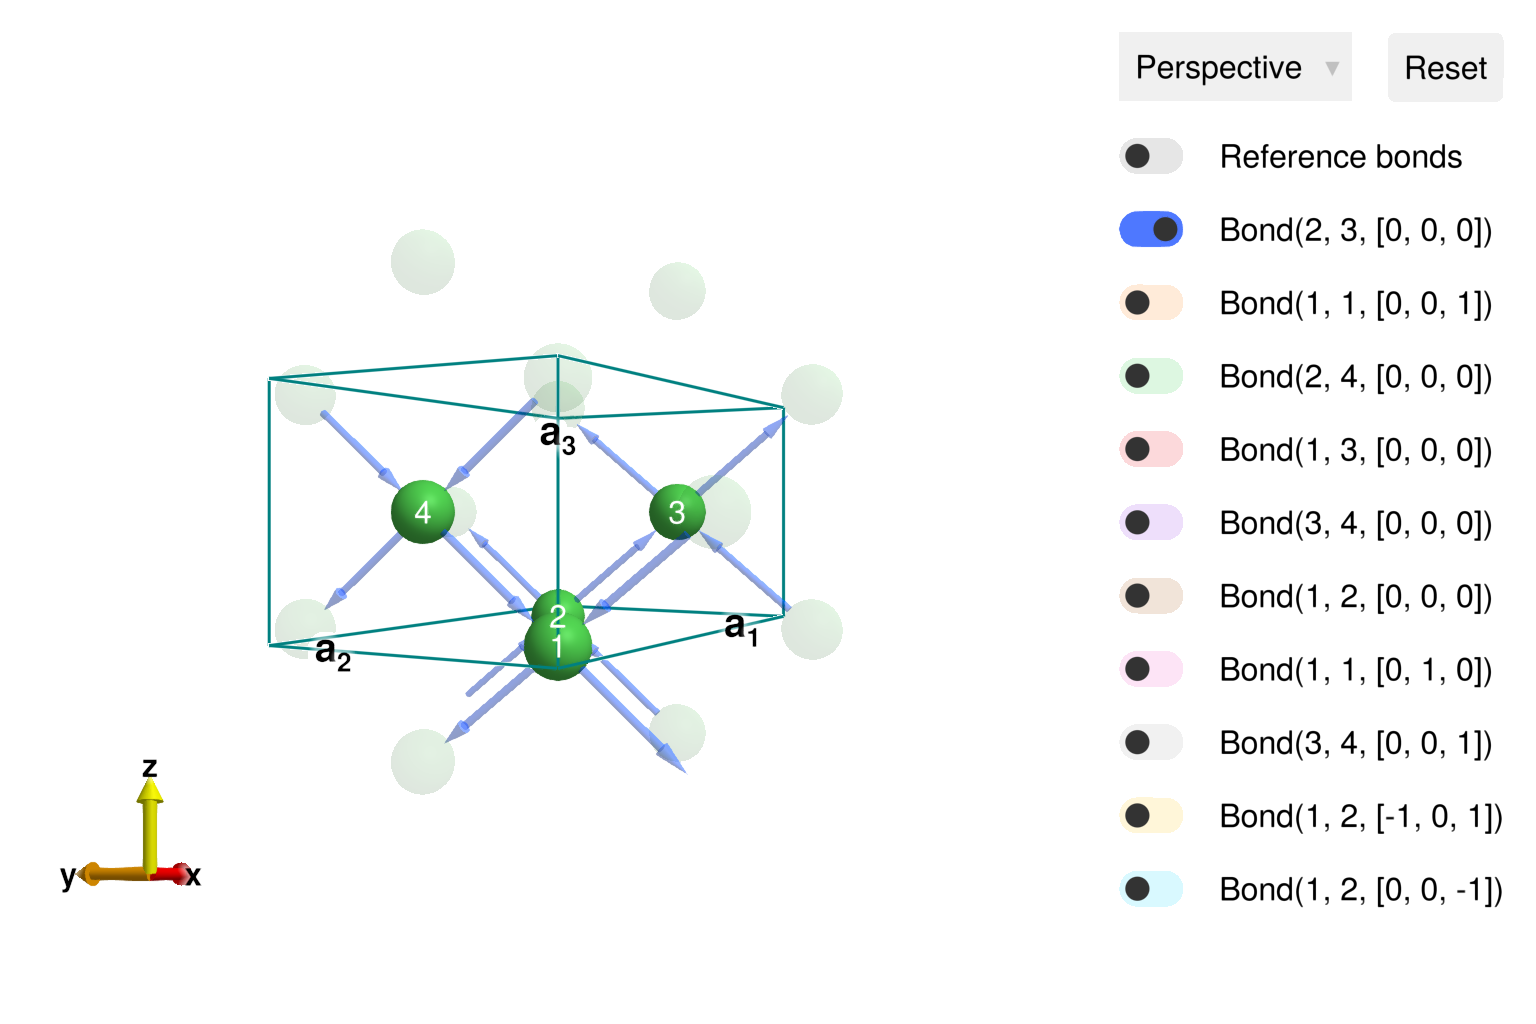 Perspective ▼
Reset
Reference bonds
Bond(2, 3, [0, 0, 0])
Bond(1, 1, [0, 0, 1])
Bond(2, 4, [0, 0, 0])
Bond(1, 3, [0, 0, 0])
Bond(3, 4, [0, 0, 0])
Bond(1, 2, [0, 0, 0])
Bond(1, 1, [0, 1, 0])
Bond(3, 4, [0, 0, 1])
Bond(1, 2, [-1, 0, 1])
Bond(1, 2, [0, 0, -1])
a3
4
3
2
1
a1
a2
z
y
x